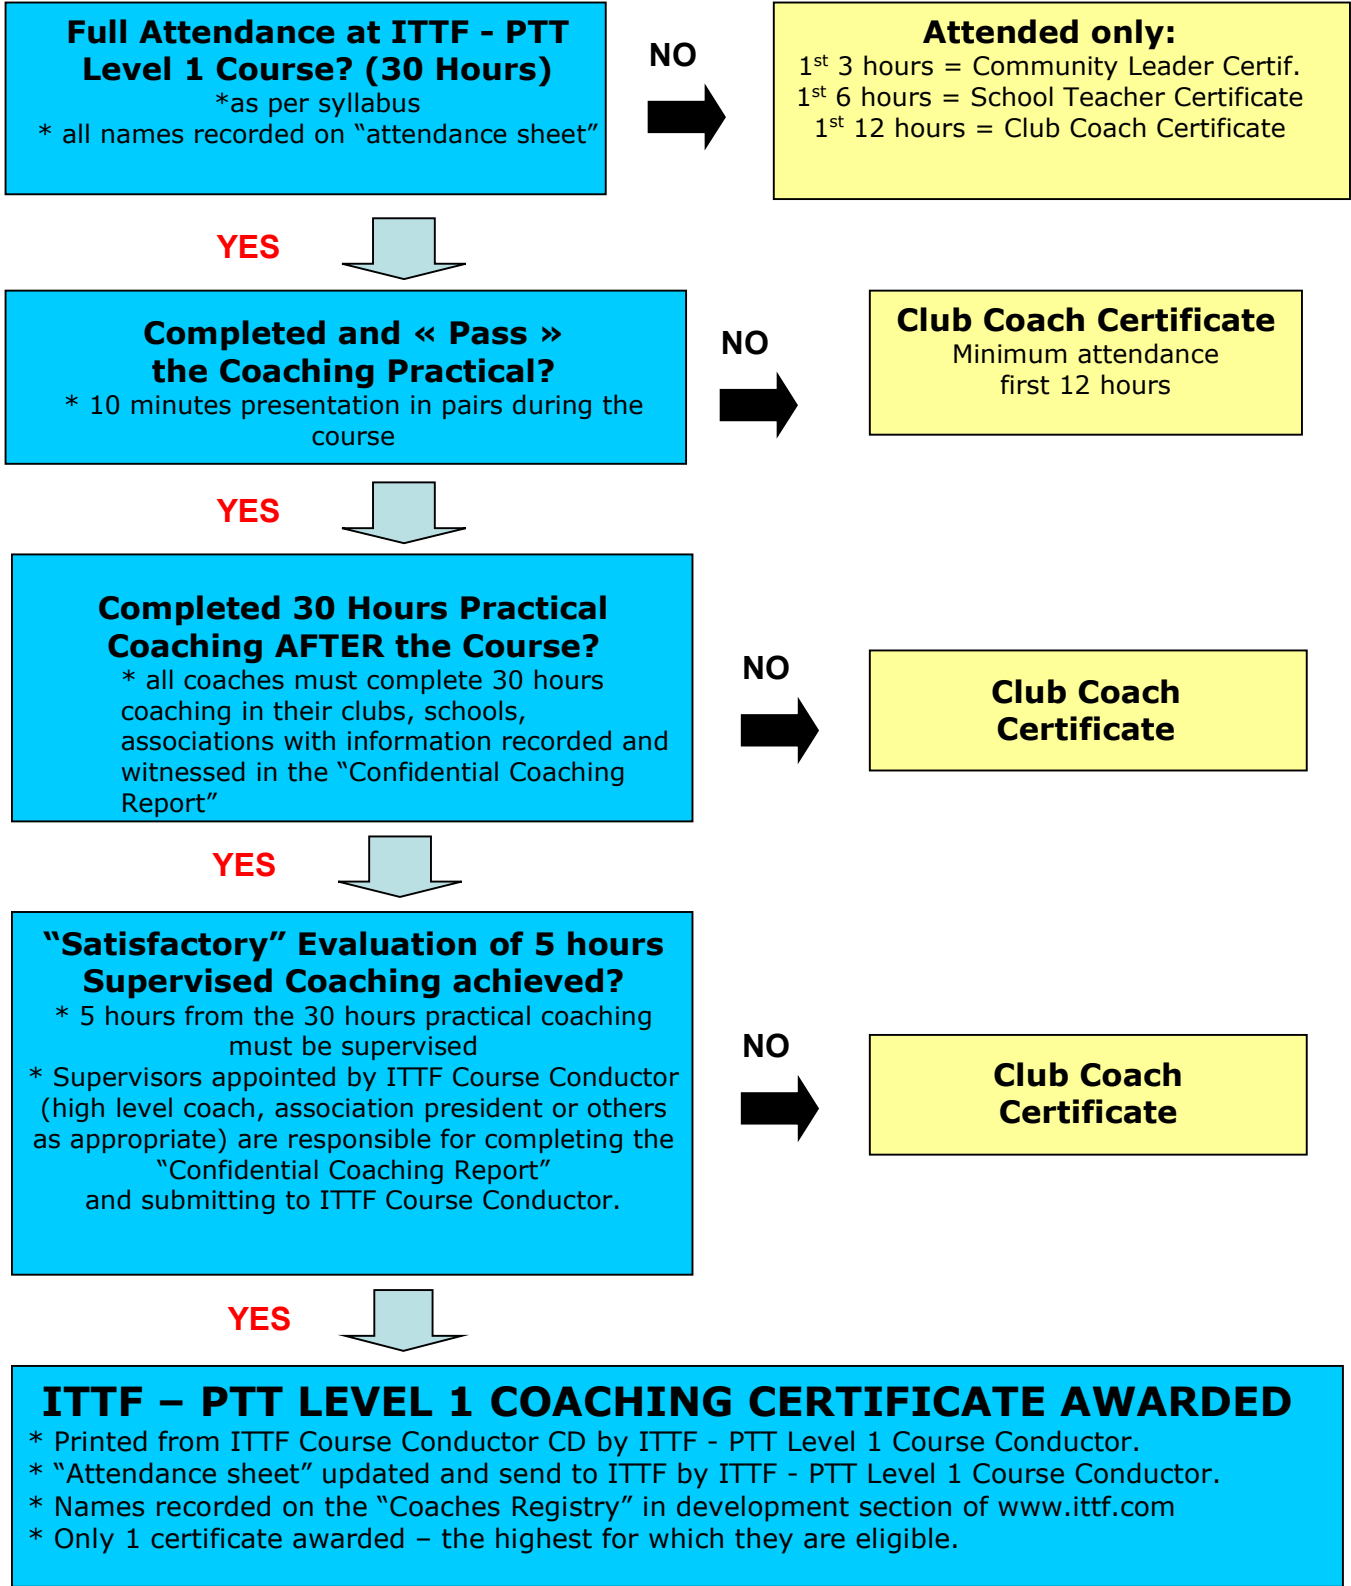 Full Attendance at ITTF - PTT
Level 1 Course? (30 Hours)
*as per syllabus
* all names recorded on “attendance sheet”
NO
Attended only:
1st 3 hours = Community Leader Certif.
1st 6 hours = School Teacher Certificate
1st 12 hours = Club Coach Certificate
YES
Completed and « Pass »
the Coaching Practical?
* 10 minutes presentation in pairs during the
course
NO
Club Coach Certificate
Minimum attendance
first 12 hours
YES
Completed 30 Hours Practical
Coaching AFTER the Course?
* all coaches must complete 30 hours
coaching in their clubs, schools,
associations with information recorded and
witnessed in the “Confidential Coaching
Report”
NO
Club Coach
Certificate
YES
“Satisfactory” Evaluation of 5 hours
Supervised Coaching achieved?
* 5 hours from the 30 hours practical coaching
must be supervised
* Supervisors appointed by ITTF Course Conductor
(high level coach, association president or others
as appropriate) are responsible for completing the
“Confidential Coaching Report”
and submitting to ITTF Course Conductor.
NO
Club Coach
Certificate
YES
ITTF – PTT LEVEL 1 COACHING CERTIFICATE AWARDED
* Printed from ITTF Course Conductor CD by ITTF - PTT Level 1 Course Conductor.
* “Attendance sheet” updated and send to ITTF by ITTF - PTT Level 1 Course Conductor.
* Names recorded on the “Coaches Registry” in development section of www.ittf.com
* Only 1 certificate awarded – the highest for which they are eligible.